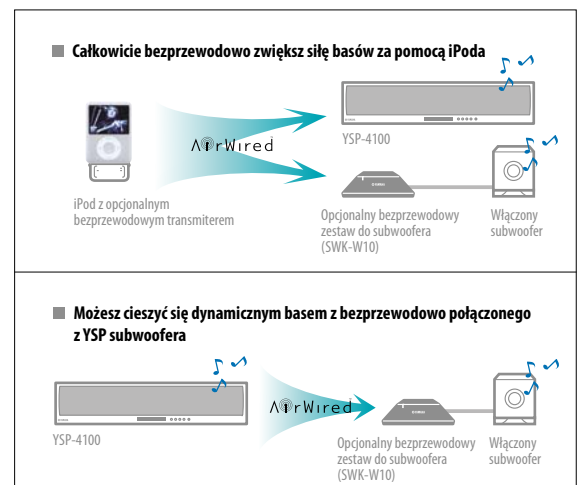 Całkowicie bezprzewodowo zwiększ siłę basów za pomocą iPoda
AirWired
YSP-4100
iPod z opcjonalnym
bezprzewodowym transmiterem
Opcjonalny bezprzewodowy
zestaw do subwoofera
(SWK-W10)
Włączony
subwoofer
Możesz cieszyć się dynamicznym basem z bezprzewodowo połączonego
z YSP subwoofera
AirWired
YSP-4100
Opcjonalny bezprzewodowy
zestaw do subwoofera
(SWK-W10)
Włączony
subwoofer